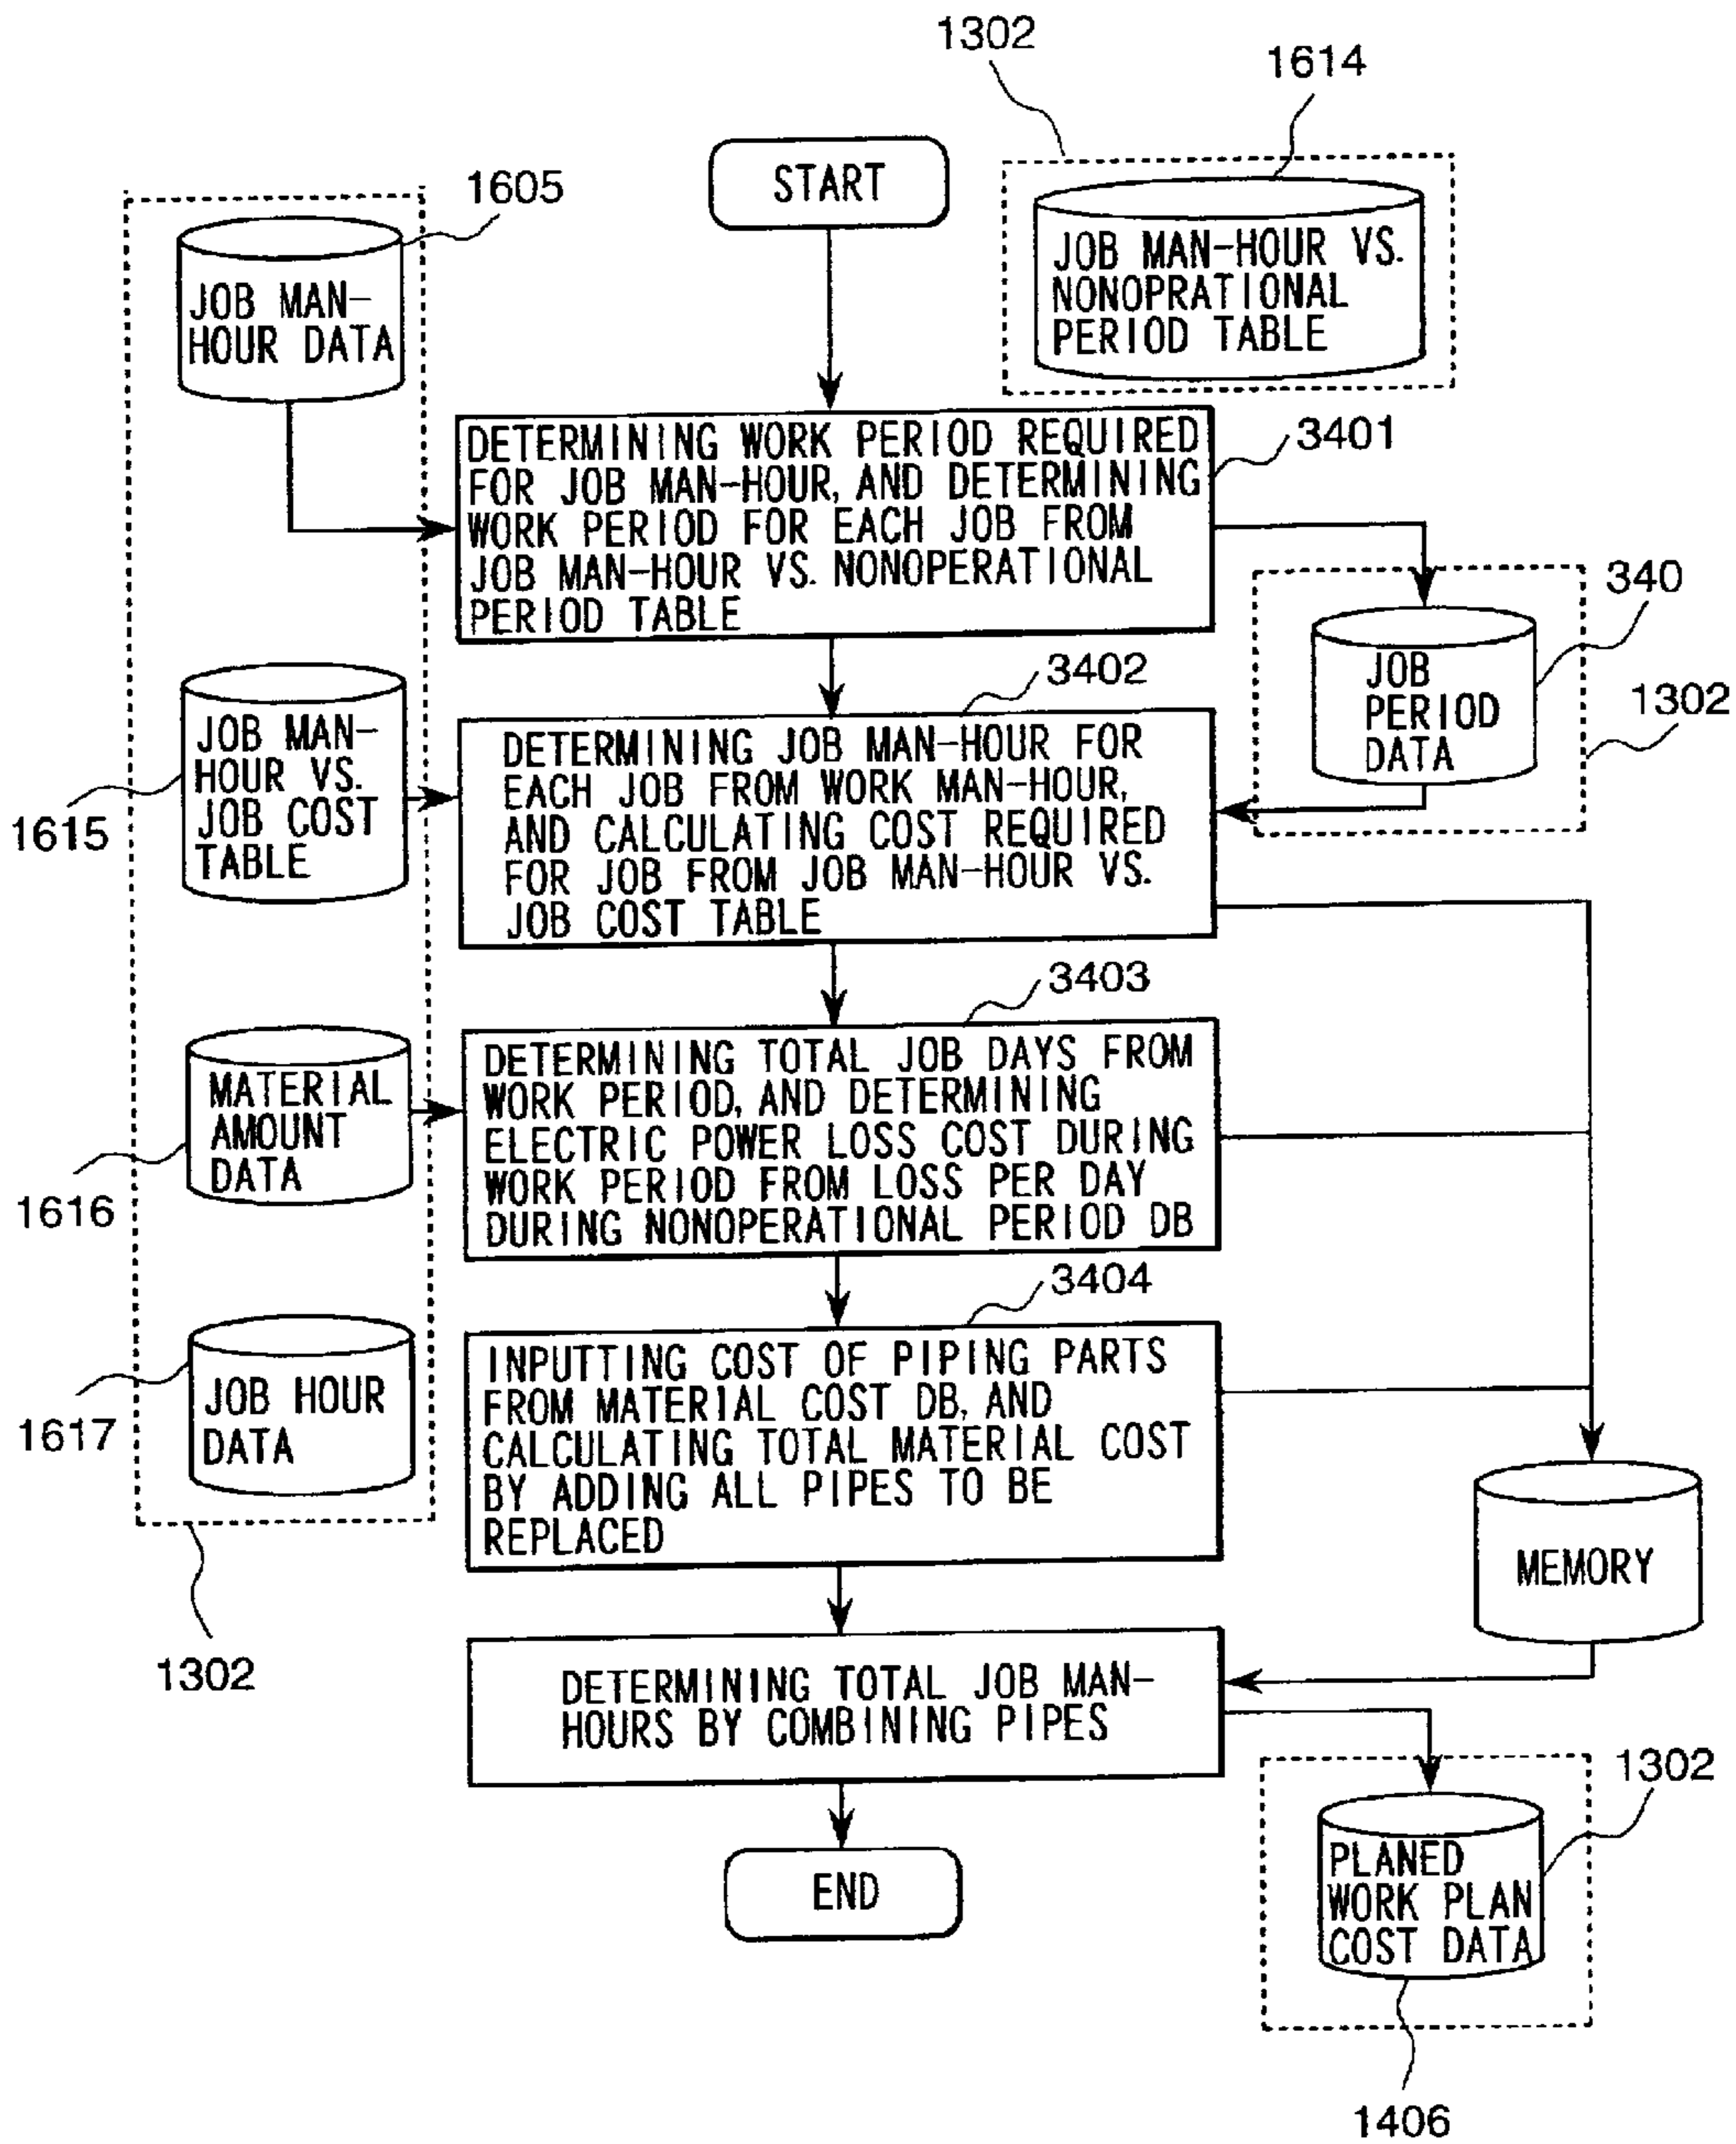 1302
1614
START
JOB MAN-HOUR VS.
NONOPRATIONAL
PERIOD TABLE
1605
JOB MAN-
HOUR DATA
DETERMINING WORK PERIOD REQUIRED
FOR JOB MAN-HOUR, AND DETERMINING
WORK PERIOD FOR EACH JOB FROM
JOB MAN-HOUR VS. NONOPERATIONAL
PERIOD TABLE
3401
340
JOB
PERIOD
DATA
1302
3402
JOB MAN-
HOUR VS.
JOB COST
TABLE
1615
DETERMINING JOB MAN-HOUR FOR
EACH JOB FROM WORK MAN-HOUR,
AND CALCULATING COST REQUIRED
FOR JOB FROM JOB MAN-HOUR VS.
JOB COST TABLE
3403
MATERIAL
AMOUNT
DATA
1616
DETERMINING TOTAL JOB DAYS FROM
WORK PERIOD, AND DETERMINING
ELECTRIC POWER LOSS COST DURING
WORK PERIOD FROM LOSS PER DAY
DURING NONOPERATIONAL PERIOD DB
3404
JOB HOUR
DATA
1617
INPUTTING COST OF PIPING PARTS
FROM MATERIAL COST DB, AND
CALCULATING TOTAL MATERIAL COST
BY ADDING ALL PIPES TO BE
REPLACED
MEMORY
1302
DETERMINING TOTAL JOB MAN-
HOURS BY COMBINING PIPES
1302
PLANED
WORK PLAN
COST DATA
END
1406